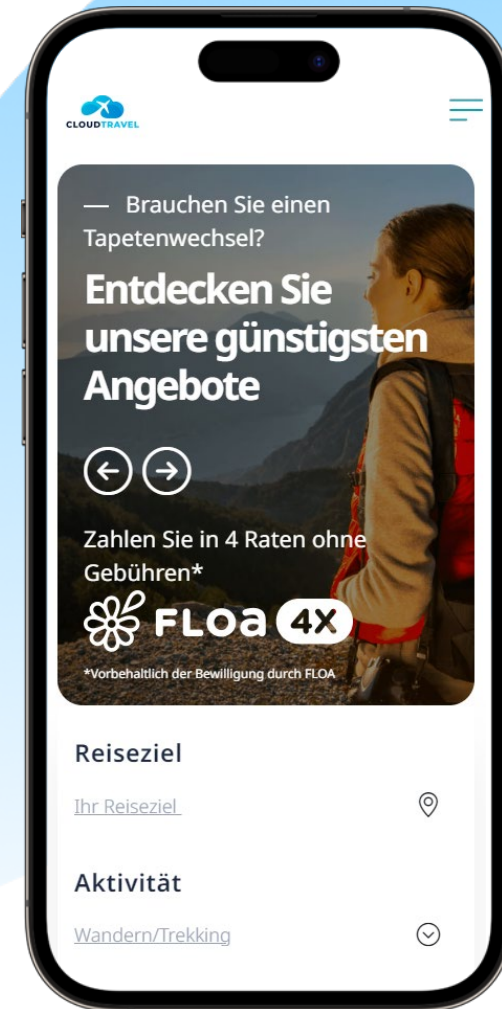 CLOUDTRAVEL
— Brauchen Sie einen
Tapetenwechsel?
Entdecken Sie
unsere günstigsten
Angebote
Zahlen Sie in 4 Raten ohne
Gebühren*
FLOa 4X
*Vorbehaltlich der Bewilligung durch FLOA
Reiseziel
Ihr Reiseziel
Aktivität
Wandern/Trekking